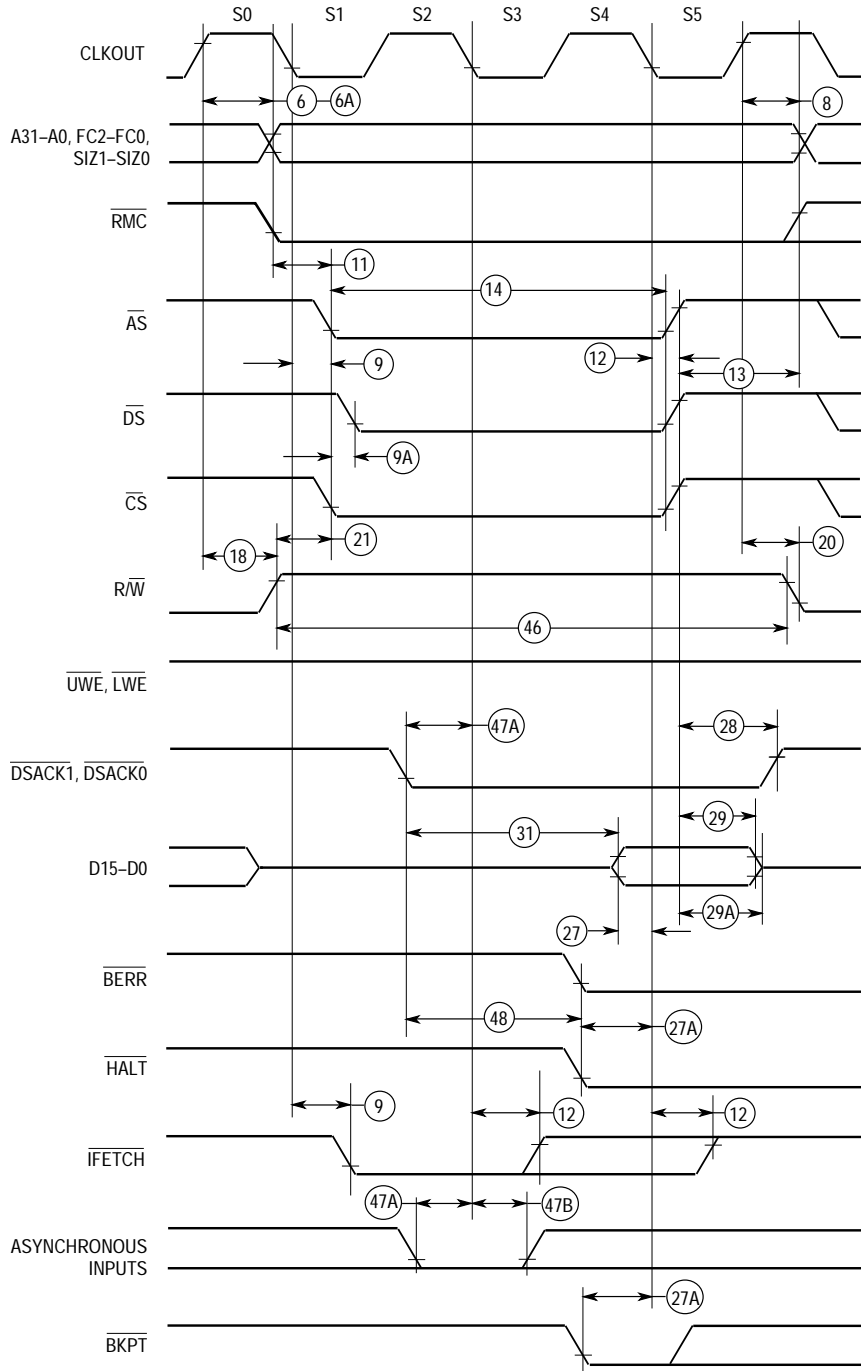 S0 S1 S2 S3 S4 S5
CLKOUT
6 6A 8
A31–A0, FC2–FC0,
SIZ1–SIZ0
RMC
11
14
AS
9 12 13
DS
9A
CS
18 21 20
R/W
46
UWE, LWE
47A 28
DSACK1, DSACK0
31 29
D15–D0
29A
27
BERR
48 27A
HALT
9 12 12
IFETCH
47A 47B
ASYNCHRONOUS
INPUTS
27A
BKPT